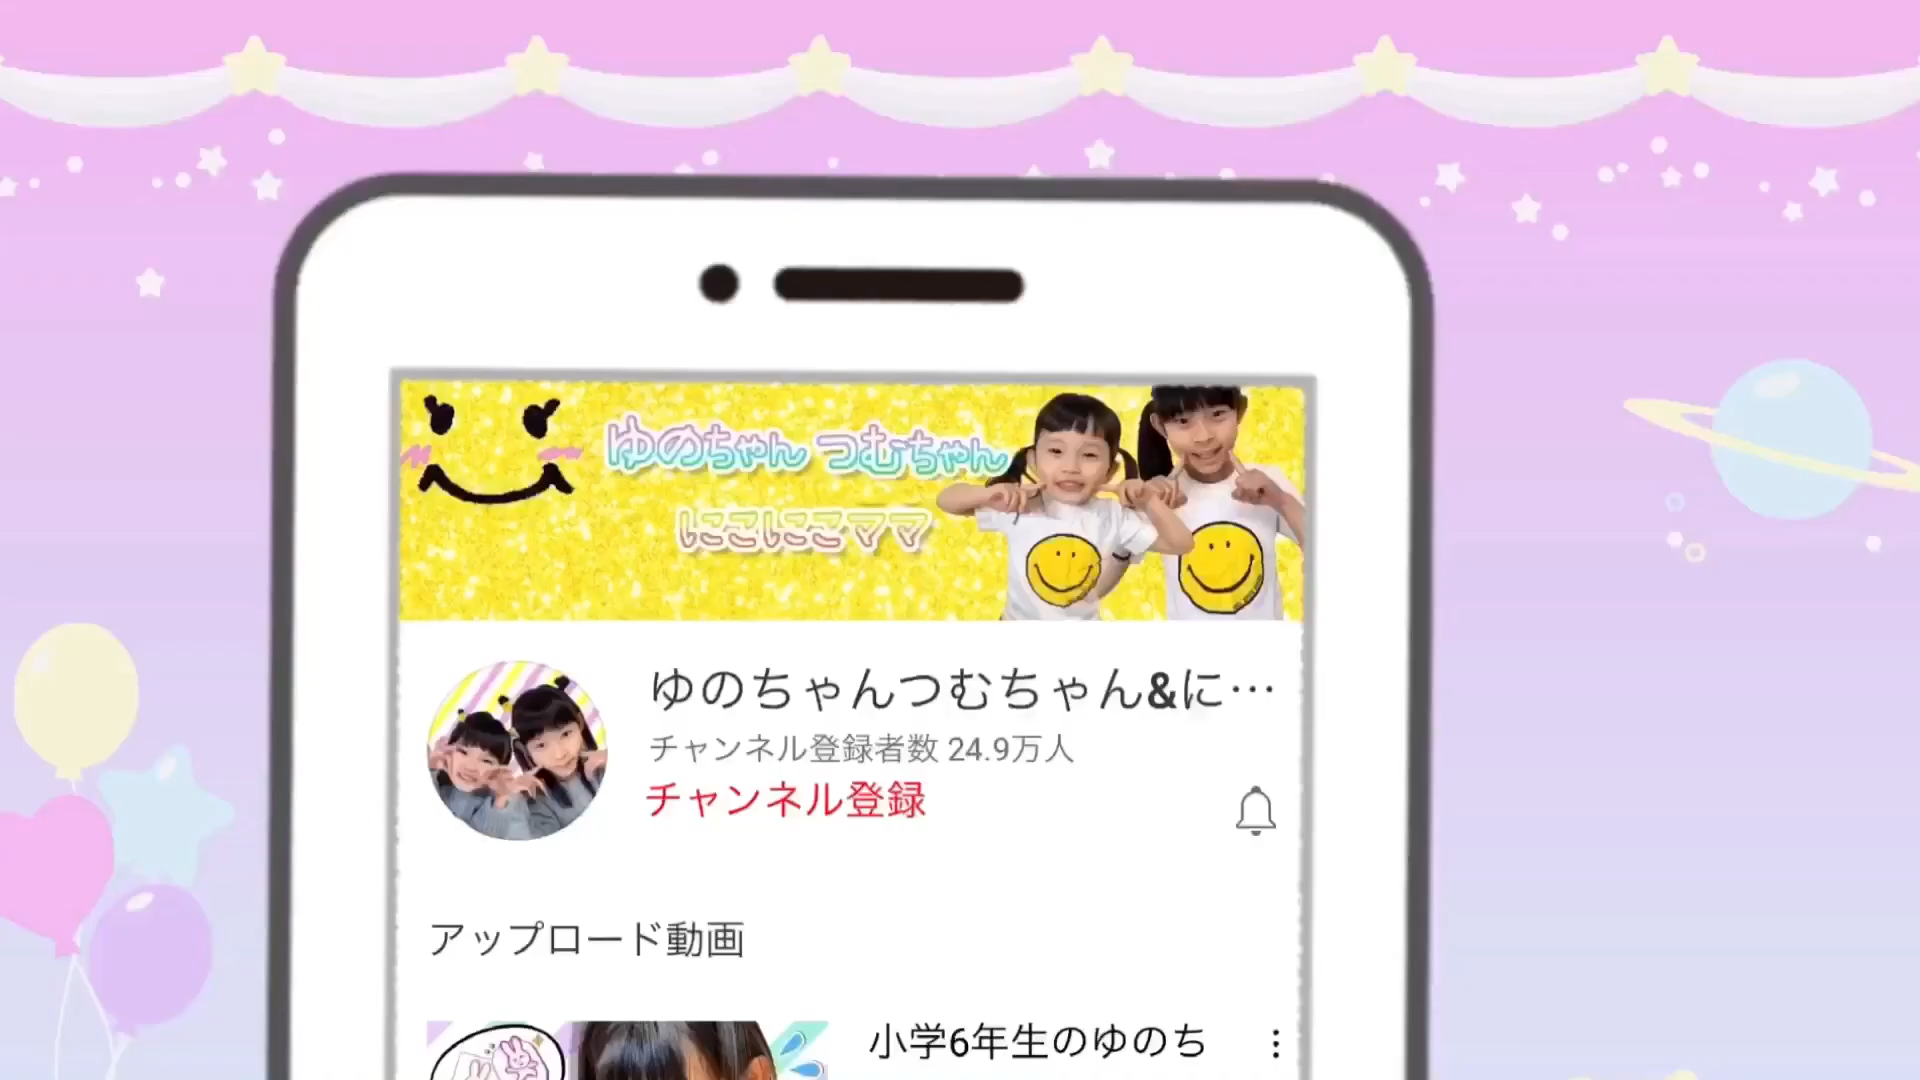 ゆのちゃん つむちゃん
にこにこママ
ゆのちゃんつむちゃん&に…
チャンネル登録者数 24.9万人
チャンネル登録
アップロード動画
小学6年生のゆのち